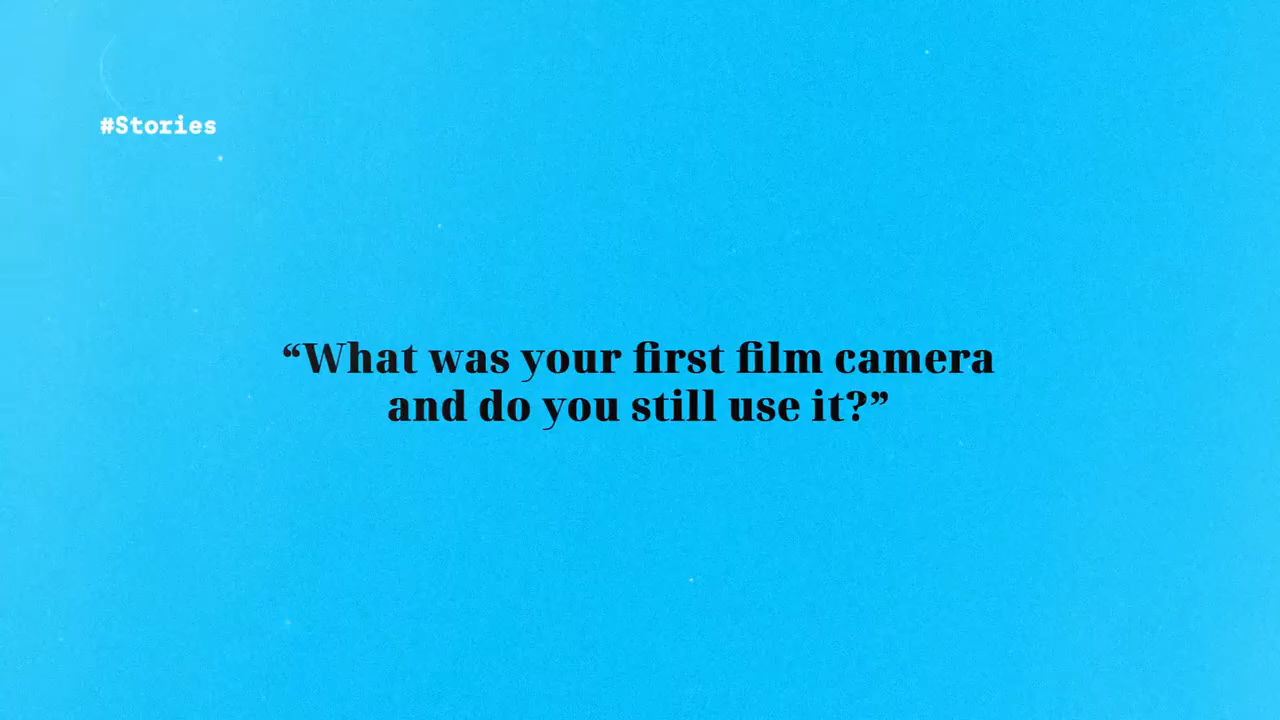 #Stories
“What was your first film camera
and do you still use it?”